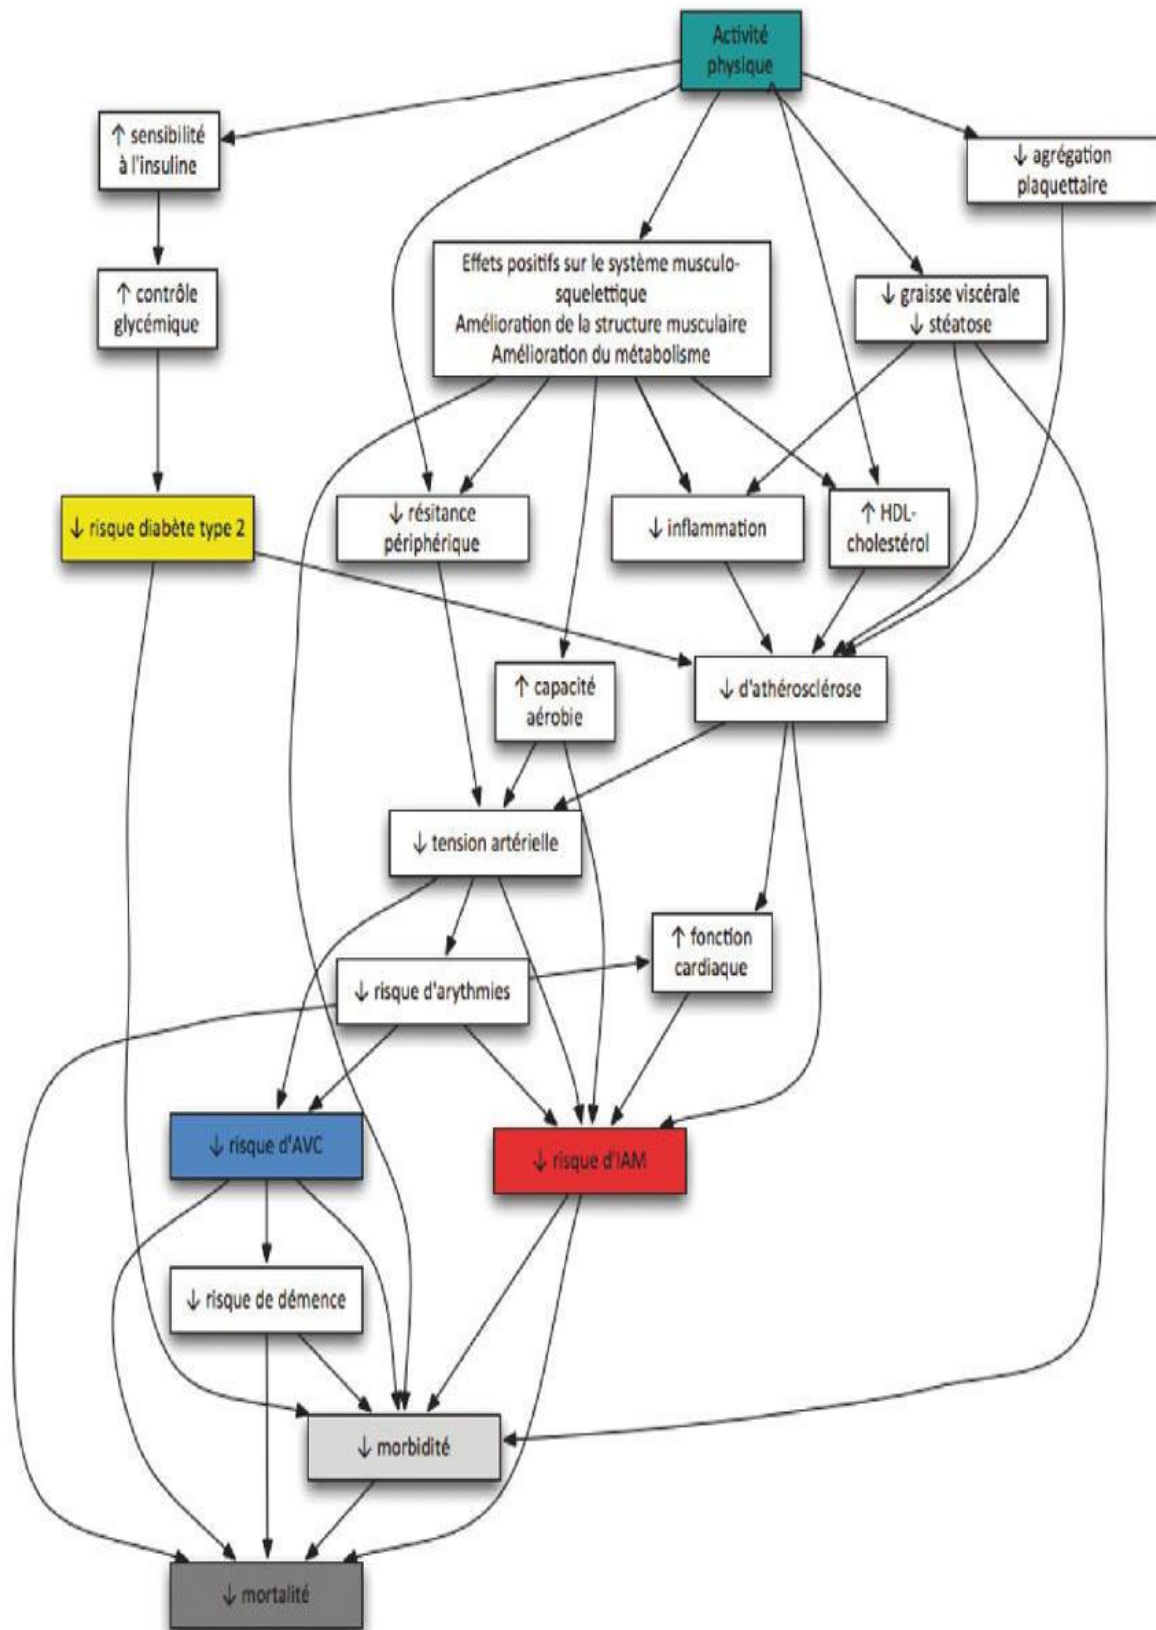 Activité
physique
↑ sensibilité
à l'insuline
↓ agrégation
plaquettaire
↑ contrôle
glycémique
Effets positifs sur le système musculo-
squelettique
Amélioration de la structure musculaire
Amélioration du métabolisme
↓ graisse viscérale
↓ stéatose
↓ risque diabète type 2
↓ résitance
périphérique
↓ inflammation
↑ HDL-
cholestérol
↑ capacité
aérobie
↓ d'athérosclérose
↓ tension artérielle
↑ fonction
cardiaque
↓ risque d'arythmies
↓ risque d'AVC
↓ risque d'IAM
↓ risque de démence
↓ morbidité
↓ mortalité